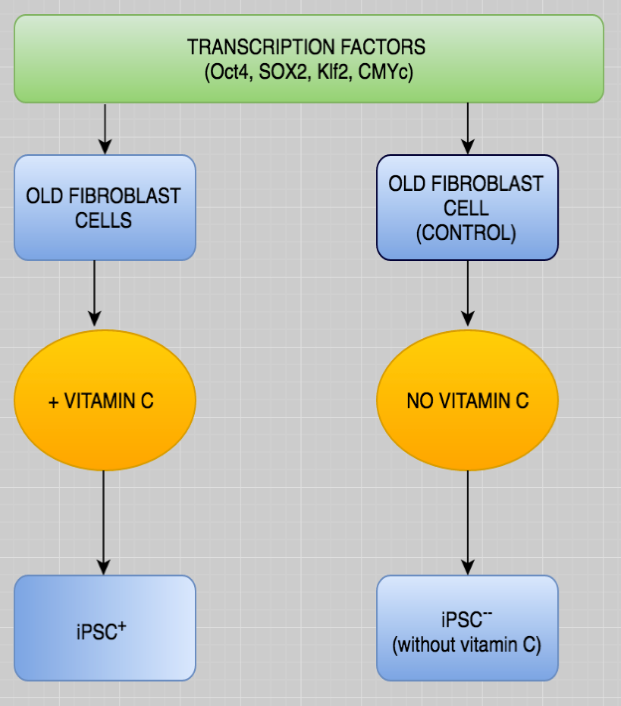 TRANSCRIPTION FACTORS
(Oct4, SOX2, Klf2, CMYc)
OLD FIBROBLAST
CELLS
OLD FIBROBLAST
CELL
(CONTROL)
+ VITAMIN C
NO VITAMIN C
iPSC+
iPSC--
(without vitamin C)